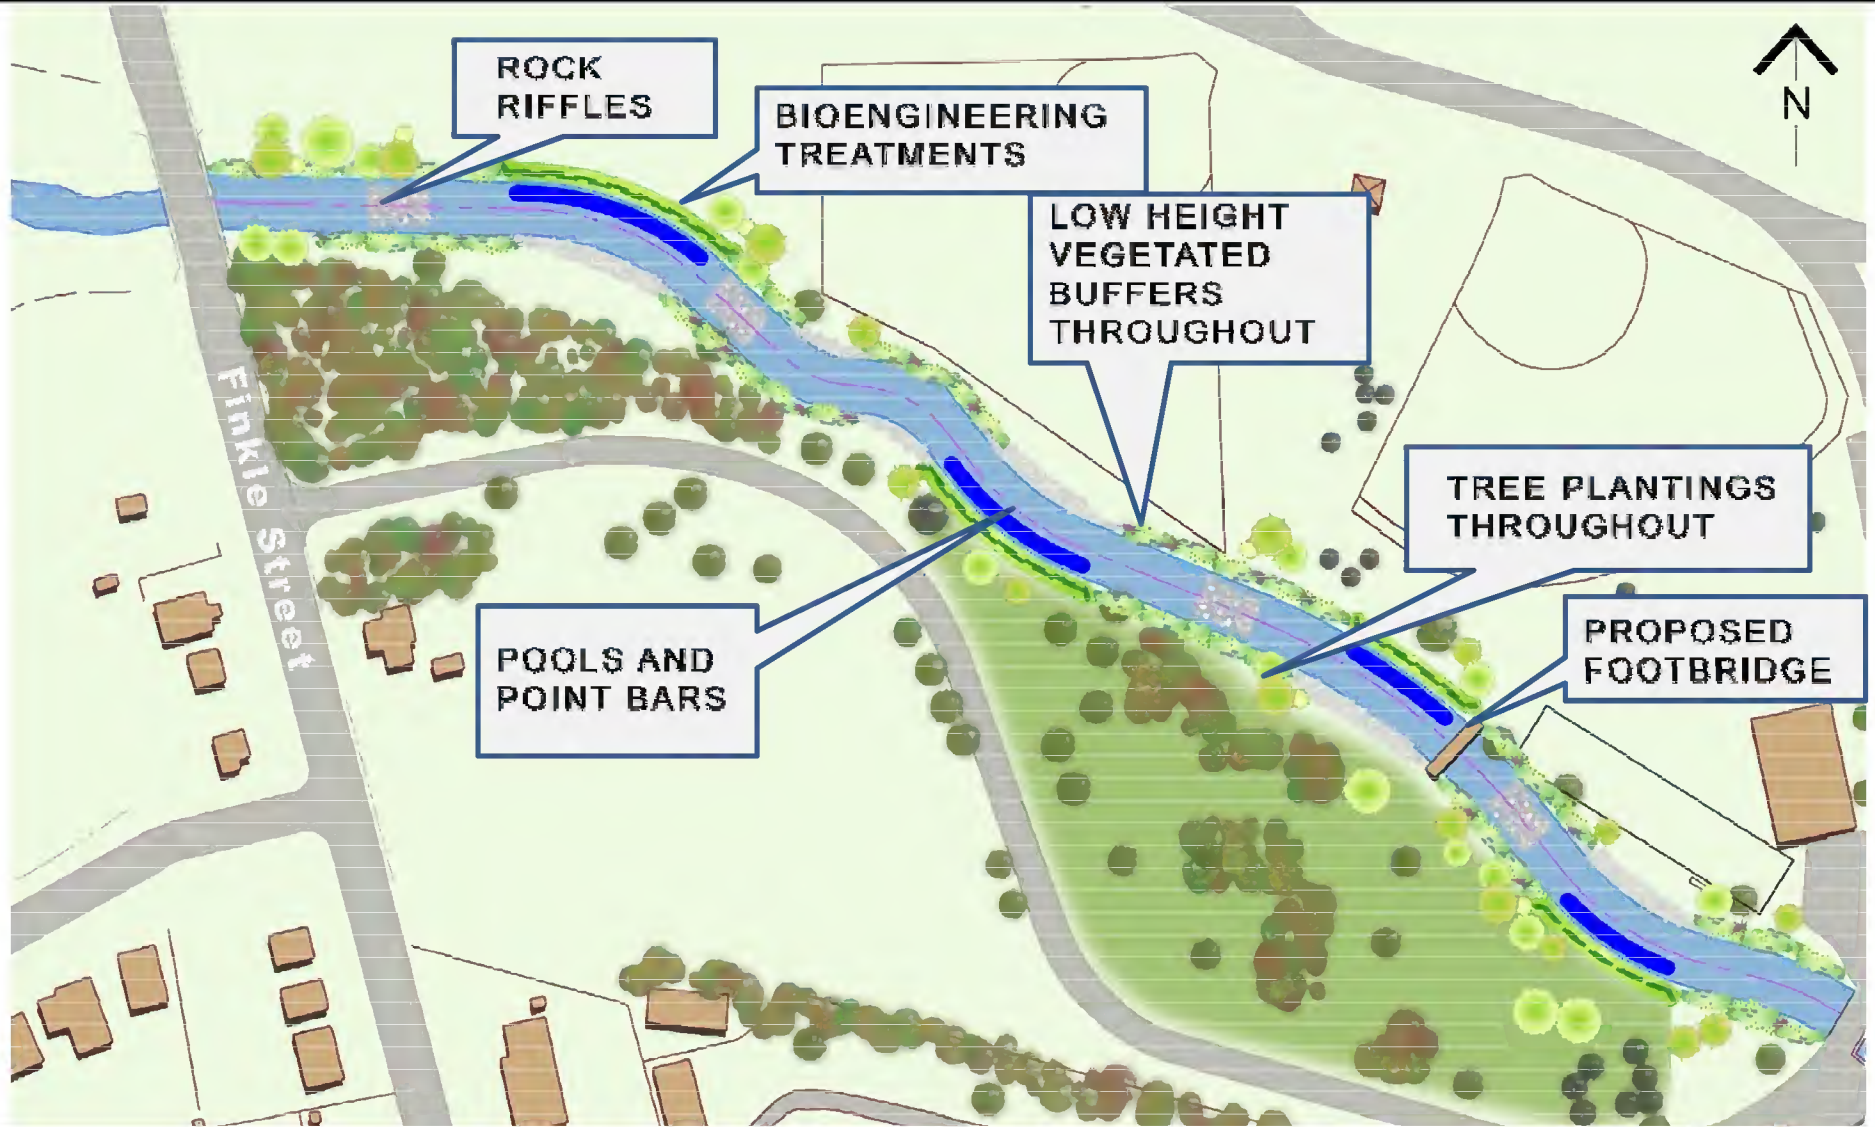 ROCK
RIFFLES
BIOENGINEERING
TREATMENTS
N
LOW HEIGHT
VEGETATED
BUFFERS
THROUGHOUT
Finkle Street
TREE PLANTINGS
THROUGHOUT
PROPOSED
FOOTBRIDGE
POOLS AND
POINT BARS